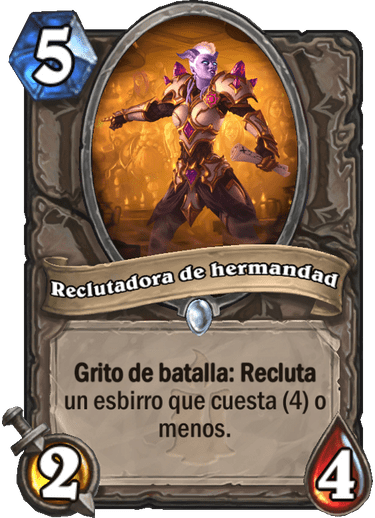 5
Reclutadora de hermandad
Grito de batalla: Recluta
un esbirro que cuesta (4) o
menos.
2
4